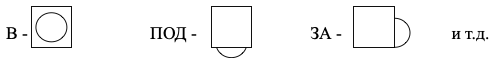 В - ПОД - ЗА - и т.д.